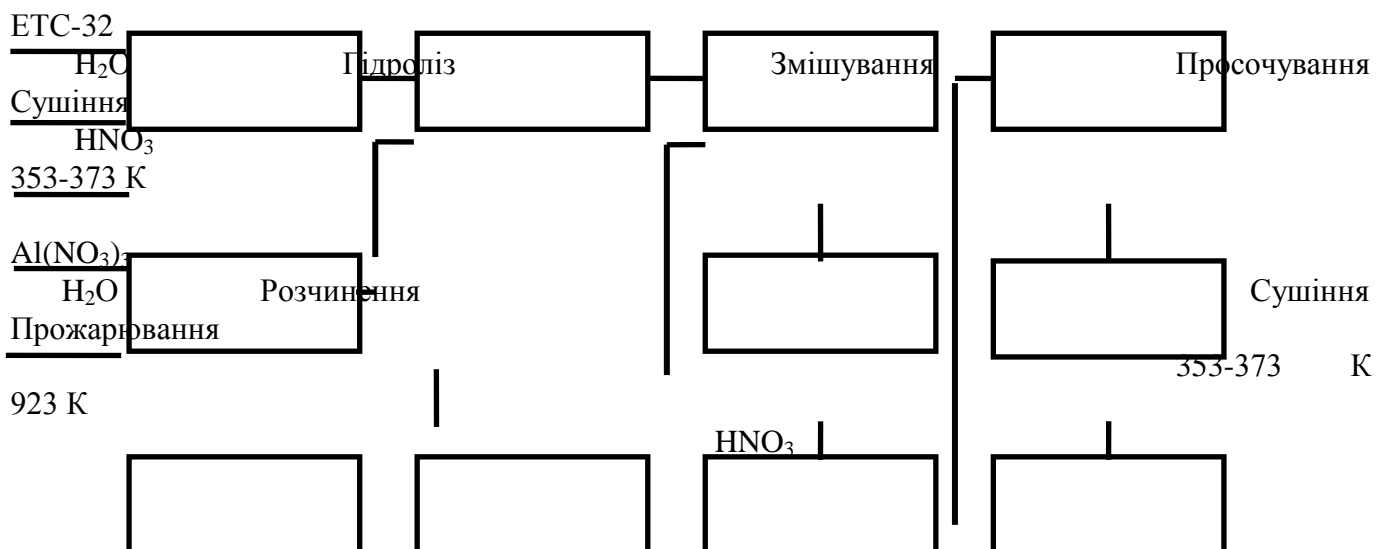 ЕТС-32
H₂O Гідроліз Змішування Просочування
Сушіння
HNO₃
353-373 К
Al(NO₃)₃
H₂O Розчинення Сушіння
Прожарювання
353-373 К
923 К
HNO₃